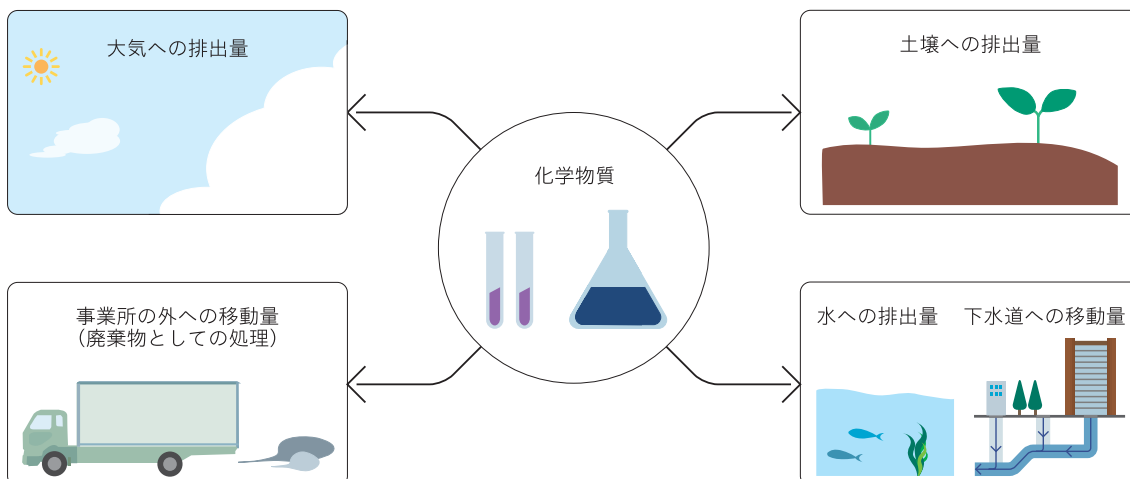 大気への排出量
土壌への排出量
化学物質
事業所の外への移動量
（廃棄物としての処理）
水への排出量
下水道への移動量